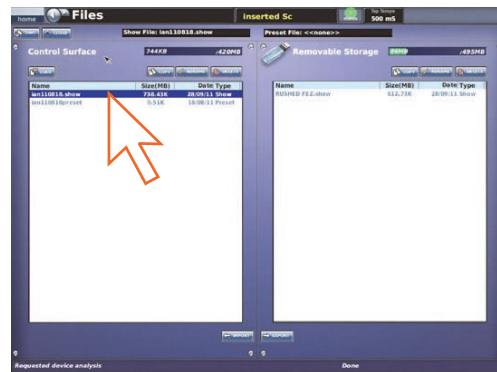 home Files Inserted Sc Tap Tempo
500 mS
Show File: ian110818.show Preset File: <<none>>
Control Surface 744KB /420MB Removable Storage /495MB
Name Size(MB) Date Type Name Size(MB) Date Type
ian110818.show 738.43K 28/09/11 Show RUSHED FEZ.show 612.73K 28/09/11 Show
ian110818preset 0.51K 18/08/11 Preset
Requested device analysis Done